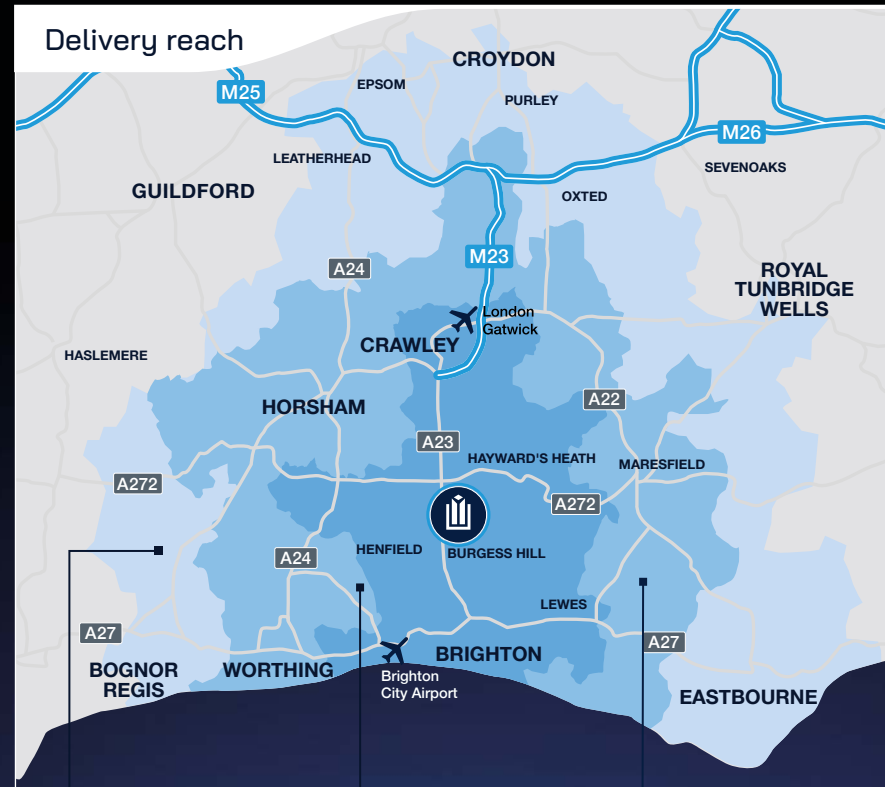 Delivery reach
CROYDON
EPSOM
M25
PURLEY
M26
LEATHERHEAD
SEVENOAKS
GUILDFORD
OXTED
M23
A24
ROYAL
TUNBRIDGE
WELLS
London
Gatwick
CRAWLEY
HASLEMERE
HORSHAM
A22
A23
HAYWARD'S HEATH
MARESFIELD
A272
A272
HENFIELD
BURGESS HILL
A24
LEWES
A27
A27
BRIGHTON
BOGNOR
REGIS
WORTHING
Brighton
City Airport
EASTBOURNE